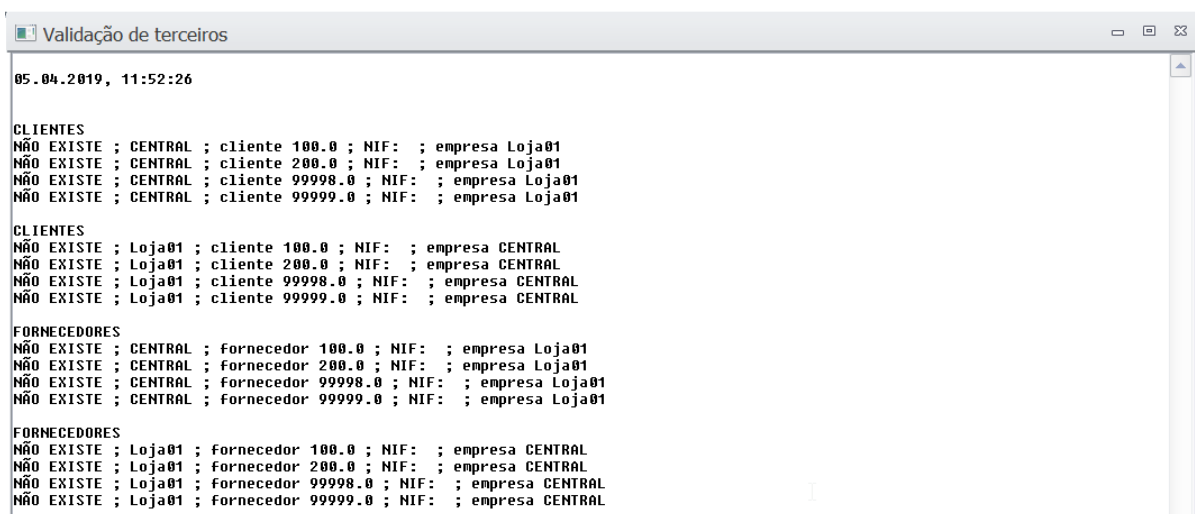 Validação de terceiros
05.04.2019, 11:52:26
CLIENTES
NÃO EXISTE ; CENTRAL ; cliente 100.0 ; NIF:  ; empresa Loja01
NÃO EXISTE ; CENTRAL ; cliente 200.0 ; NIF:  ; empresa Loja01
NÃO EXISTE ; CENTRAL ; cliente 99998.0 ; NIF:  ; empresa Loja01
NÃO EXISTE ; CENTRAL ; cliente 99999.0 ; NIF:  ; empresa Loja01
CLIENTES
NÃO EXISTE ; Loja01 ; cliente 100.0 ; NIF:  ; empresa CENTRAL
NÃO EXISTE ; Loja01 ; cliente 200.0 ; NIF:  ; empresa CENTRAL
NÃO EXISTE ; Loja01 ; cliente 99998.0 ; NIF:  ; empresa CENTRAL
NÃO EXISTE ; Loja01 ; cliente 99999.0 ; NIF:  ; empresa CENTRAL
FORNECEDORES
NÃO EXISTE ; CENTRAL ; fornecedor 100.0 ; NIF:  ; empresa Loja01
NÃO EXISTE ; CENTRAL ; fornecedor 200.0 ; NIF:  ; empresa Loja01
NÃO EXISTE ; CENTRAL ; fornecedor 99998.0 ; NIF:  ; empresa Loja01
NÃO EXISTE ; CENTRAL ; fornecedor 99999.0 ; NIF:  ; empresa Loja01
FORNECEDORES
NÃO EXISTE ; Loja01 ; fornecedor 100.0 ; NIF:  ; empresa CENTRAL
NÃO EXISTE ; Loja01 ; fornecedor 200.0 ; NIF:  ; empresa CENTRAL
NÃO EXISTE ; Loja01 ; fornecedor 99998.0 ; NIF:  ; empresa CENTRAL
NÃO EXISTE ; Loja01 ; fornecedor 99999.0 ; NIF:  ; empresa CENTRAL